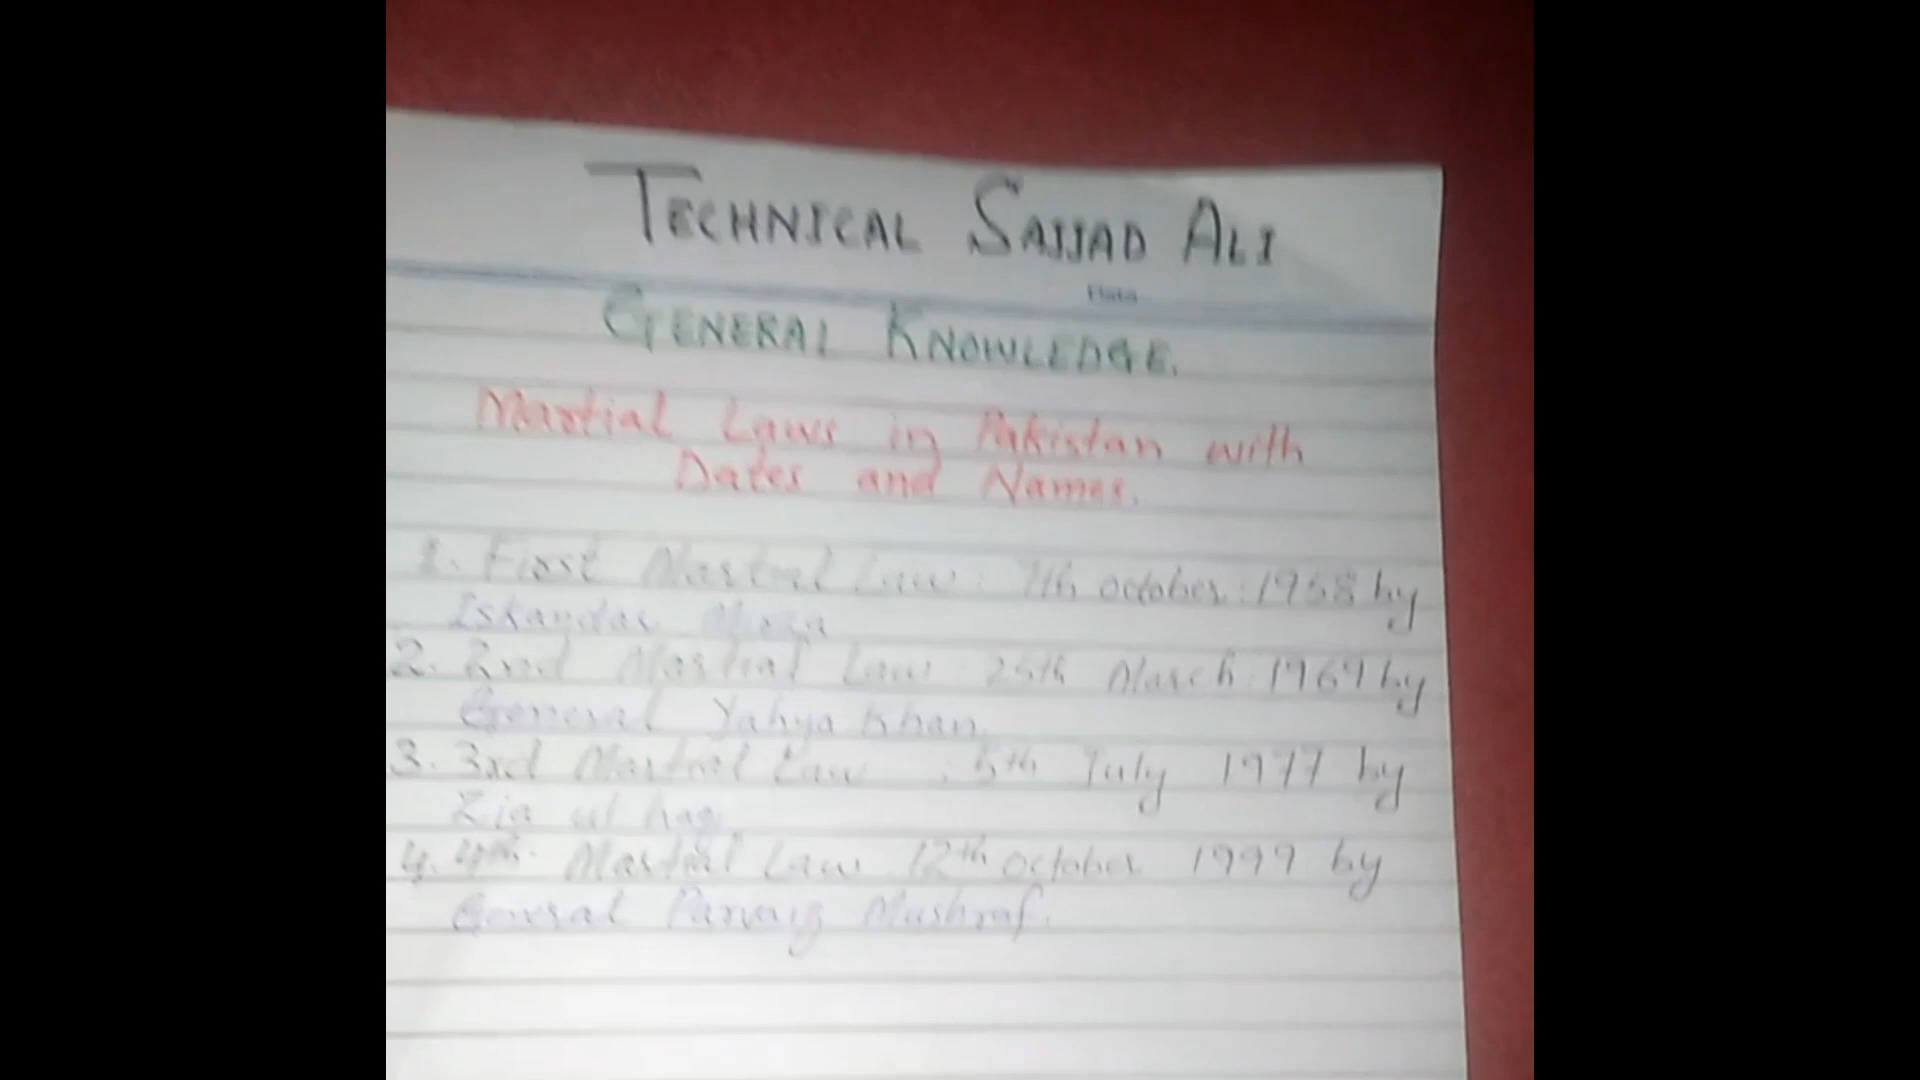 TECHNICAL SAJJAD ALI
Date
GENERAL KNOWLEDGE.
Martial Laws in Pakistan with
Dates and Names.
1. First Martial Law: 7th october: 1958 by
Iskandar Mirza
2. 2nd Martial Law 25th March 1969 by
General Yahya Khan
3. 3rd Martial Law : 5th July 1977 by
Zia ul haq
4. 4th. Martial Law 12th october 1999 by
General Parvaiz Mushraf.